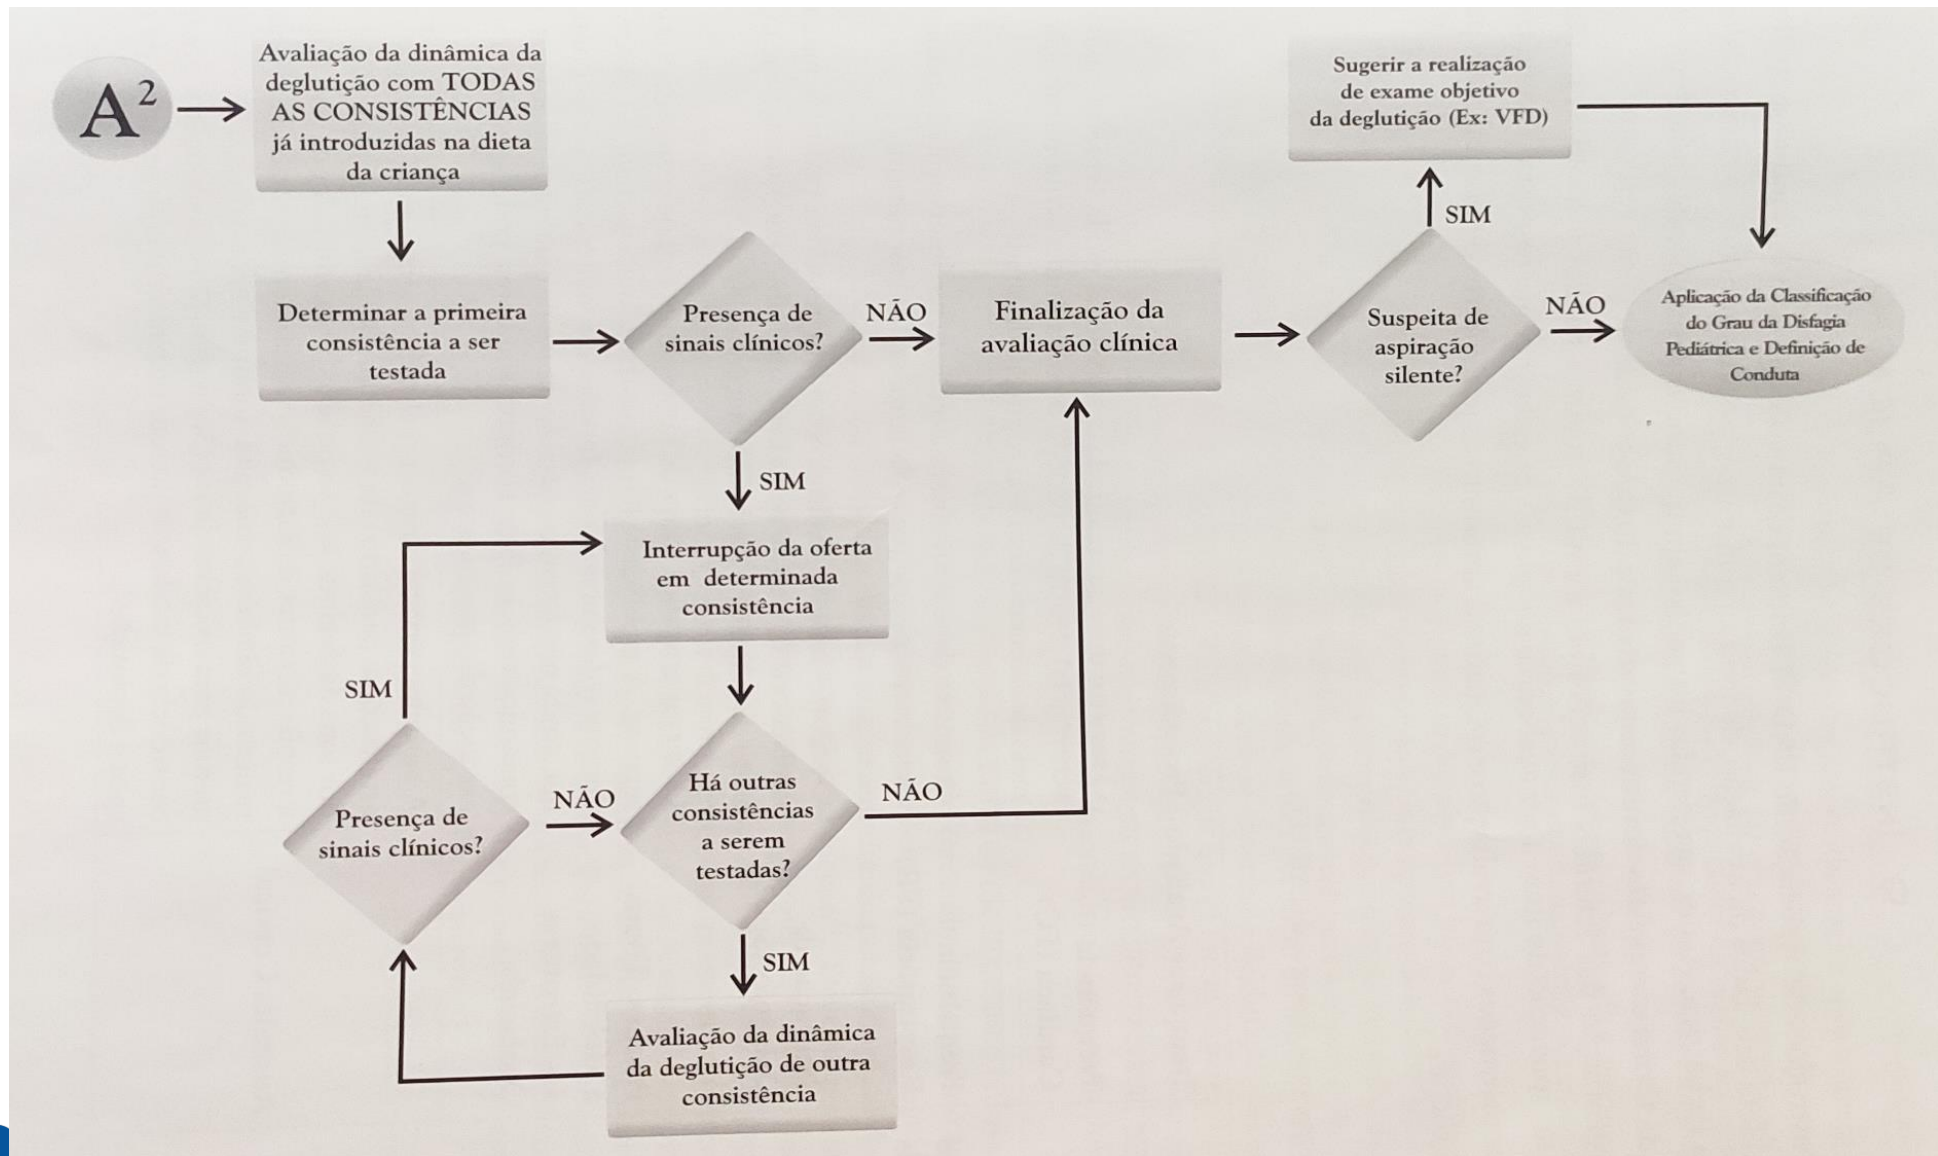 A²
Avaliação da dinâmica da
deglutição com TODAS
AS CONSISTÊNCIAS
já introduzidas na dieta
da criança
Determinar a primeira
consistência a ser
testada
Presença de
sinais clínicos?
NÃO
Finalização da
avaliação clínica
Suspeita de
aspiração
silente?
SIM
Sugerir a realização
de exame objetivo
da deglutição (Ex: VFD)
NÃO
Aplicação da Classificação
do Grau da Disfagia
Pediátrica e Definição de
Conduta
SIM
Interrupção da oferta
em determinada
consistência
Há outras
consistências
a serem
testadas?
NÃO
SIM
Avaliação da dinâmica
da deglutição de outra
consistência
Presença de
sinais clínicos?
NÃO
SIM